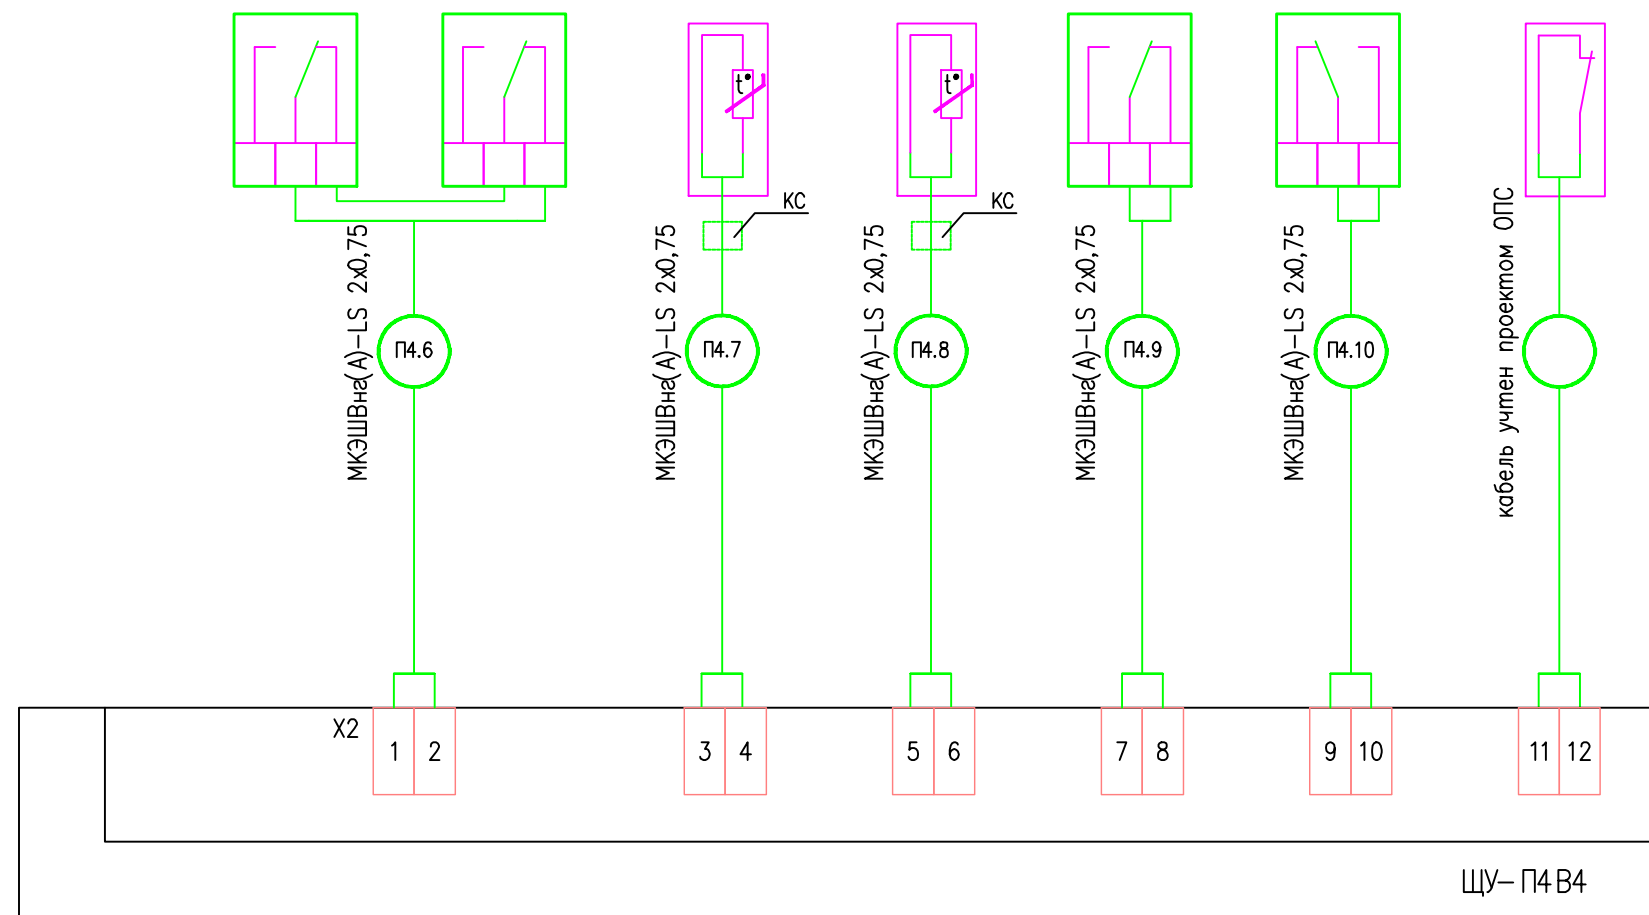 t°
t°
КС
КС
МКЭШВнг(А)-LS 2х0,75
МКЭШВнг(А)-LS 2х0,75
МКЭШВнг(А)-LS 2х0,75
МКЭШВнг(А)-LS 2х0,75
МКЭШВнг(А)-LS 2х0,75
кабель учтен проектом ОПС
П4.6
П4.7
П4.8
П4.9
П4.10
X2
1 2
3 4
5 6
7 8
9 10
11 12
ЩУ-П4В4